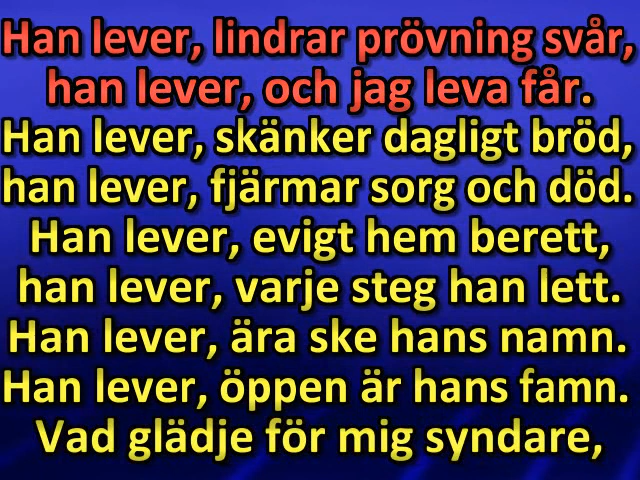 Han lever, lindrar prövning svår,
han lever, och jag leva får.
Han lever, skänker dagligt bröd,
han lever, fjärmar sorg och död.
Han lever, evigt hem berett,
han lever, varje steg han lett.
Han lever, ära ske hans namn.
Han lever, öppen är hans famn.
Vad glädje för mig syndare,